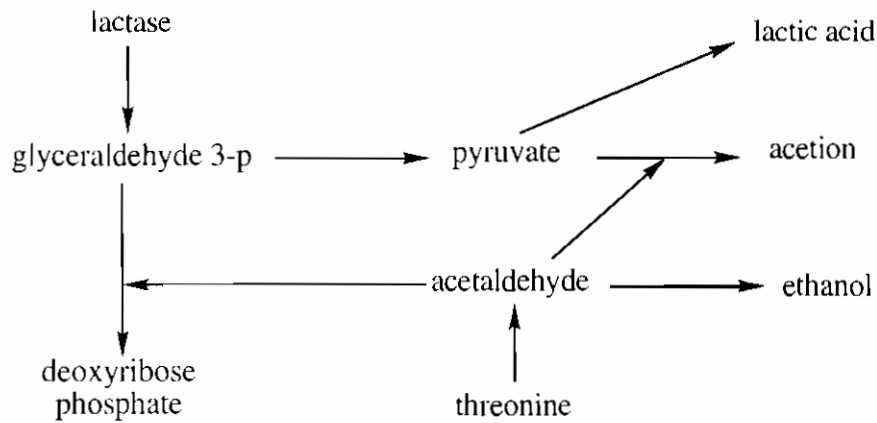 lactase
lactic acid
glyceraldehyde 3-p
pyruvate
acetion
acetaldehyde
ethanol
deoxyribose
phosphate
threonine